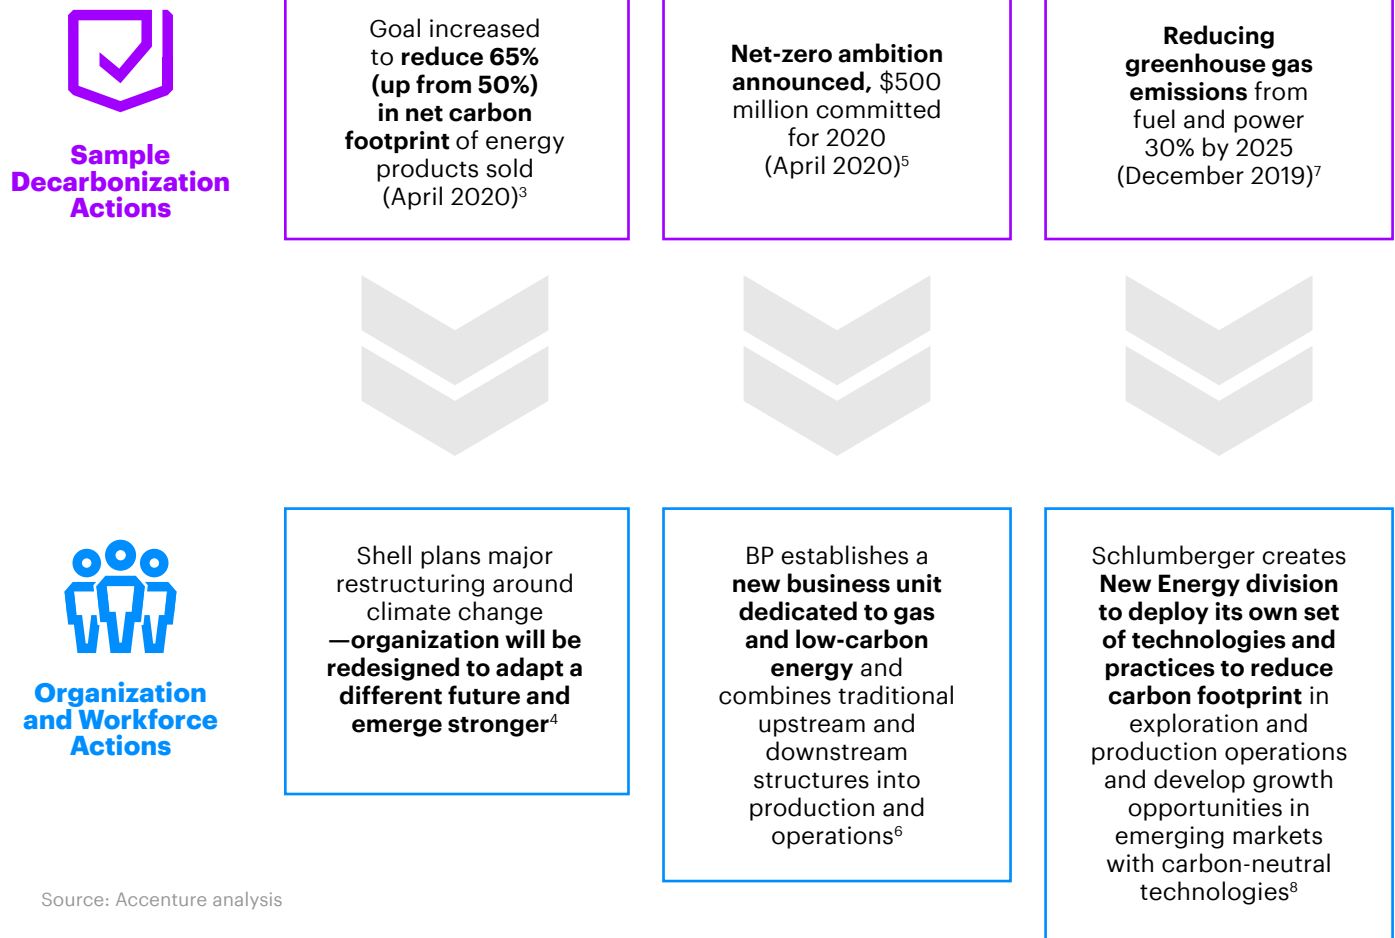 Sample
Decarbonization
Actions
Goal increased
to reduce 65%
(up from 50%)
in net carbon
footprint of energy
products sold
(April 2020)³
Net-zero ambition
announced, $500
million committed
for 2020
(April 2020)⁵
Reducing
greenhouse gas
emissions from
fuel and power
30% by 2025
(December 2019)⁷
Organization
and Workforce
Actions
Shell plans major
restructuring around
climate change
—organization will be
redesigned to adapt a
different future and
emerge stronger⁴
BP establishes a
new business unit
dedicated to gas
and low-carbon
energy and
combines traditional
upstream and
downstream
structures into
production and
operations⁶
Schlumberger creates
New Energy division
to deploy its own set
of technologies and
practices to reduce
carbon footprint in
exploration and
production operations
and develop growth
opportunities in
emerging markets
with carbon-neutral
technologies⁸
Source: Accenture analysis